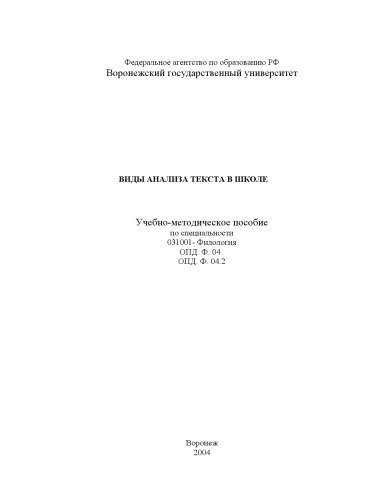 Федеральное агентство по образованию РФ
Воронежский государственный университет
ВИДЫ АНАЛИЗА ТЕКСТА В ШКОЛЕ
Учебно-методическое пособие
по специальности
031001- Филология
ОПД. Ф. 04
ОПД. Ф. 04.2
Воронеж
2004